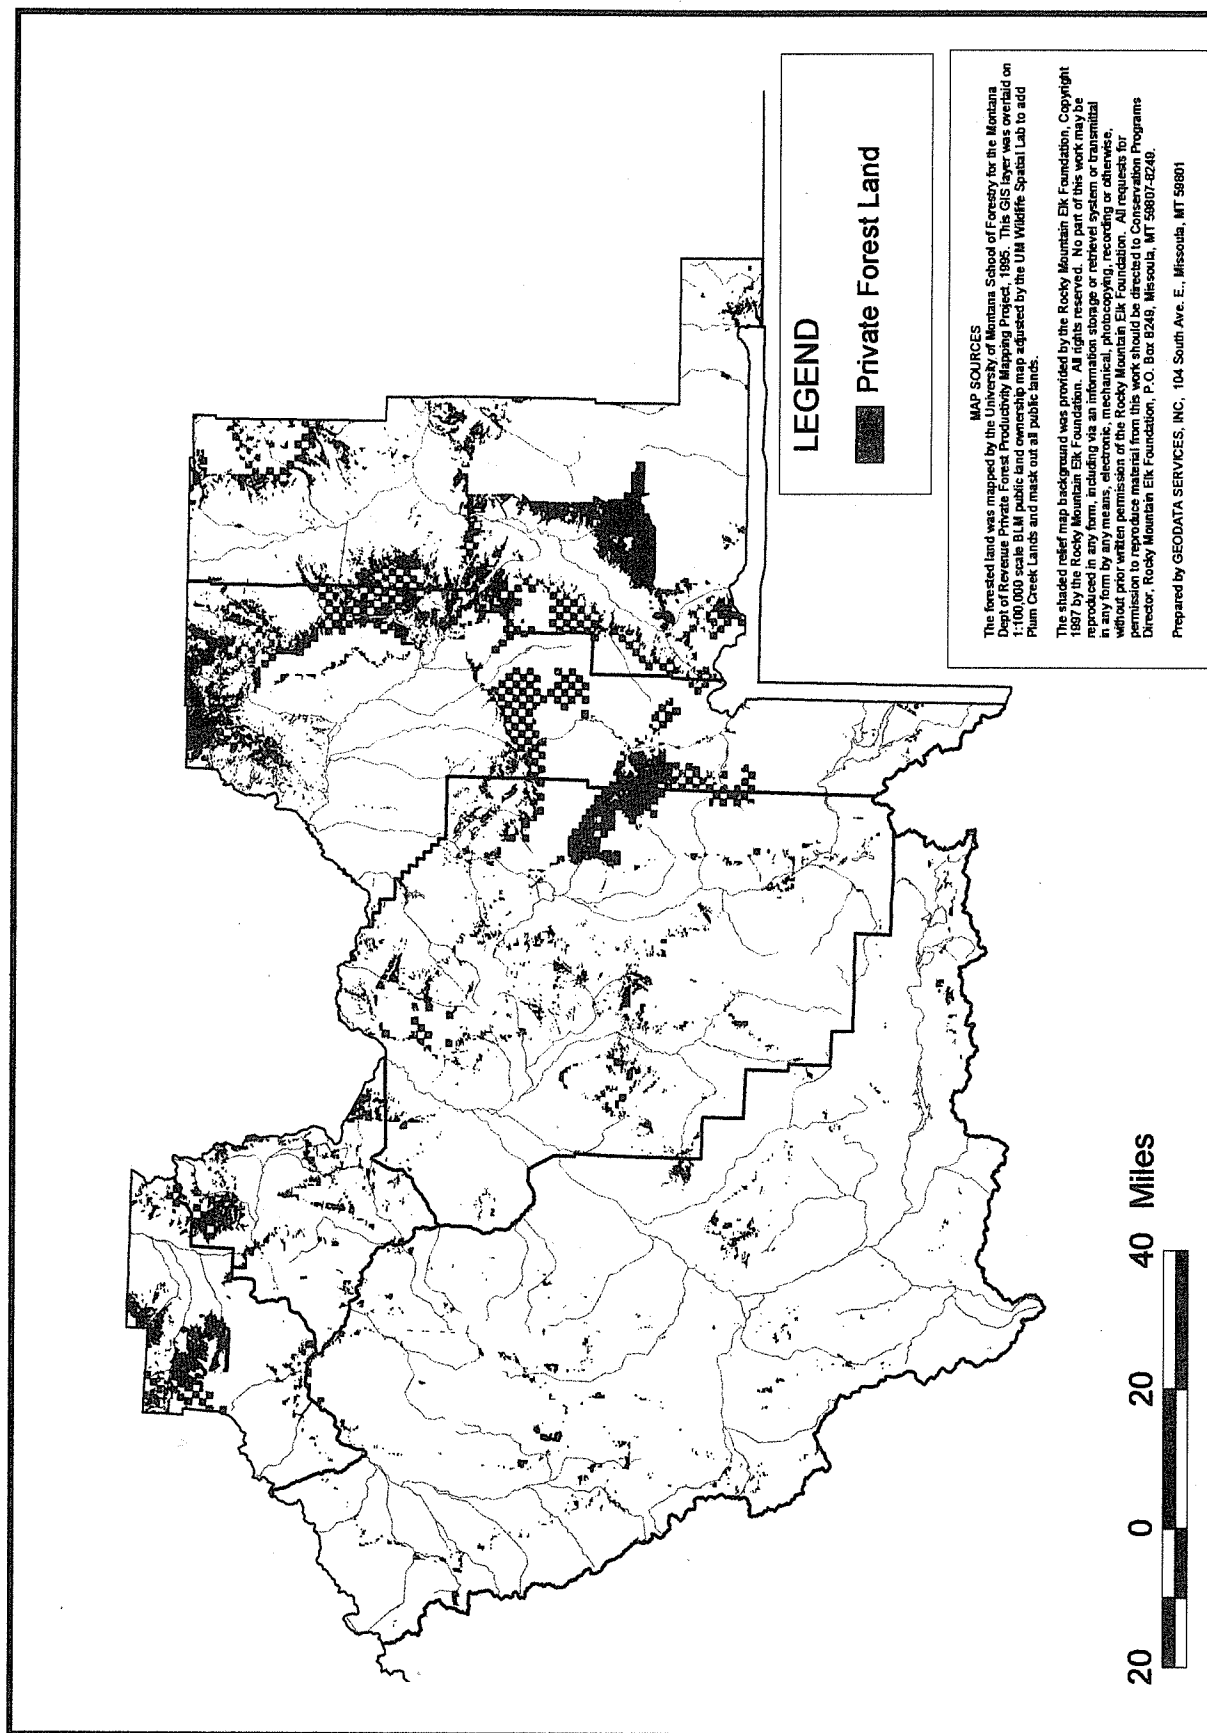 LEGEND
Private Forest Land
MAP SOURCES
The forested land was mapped by the University of Montana School of Forestry for the Montana
Dept of Revenue Private Forest Productivity Mapping Project, 1995. This GIS layer was overlaid on
1:100,000 scale BLM public land ownership map adjusted by the UM Wildlife Spatial Lab to add
Plum Creek Lands and mask out all public lands.
The shaded relief map background was provided by the Rocky Mountain Elk Foundation, Copyright
1997 by the Rocky Mountain Elk Foundation. All rights reserved. No part of this work may be
reproduced in any form, including via an information storage or retrieval system or transmittal
in any form by any means, electronic, mechanical, photocopying, recording or otherwise,
without prior written permission of the Rocky Mountain Elk Foundation. All requests for
permission to reproduce material from this work should be directed to Conservation Programs
Director, Rocky Mountain Elk Foundation, P.O. Box 8249, Missoula, MT 59807-8249.
Prepared by GEODATA SERVICES, INC, 104 South Ave. E., Missoula, MT 59801
20 0 20 40 Miles